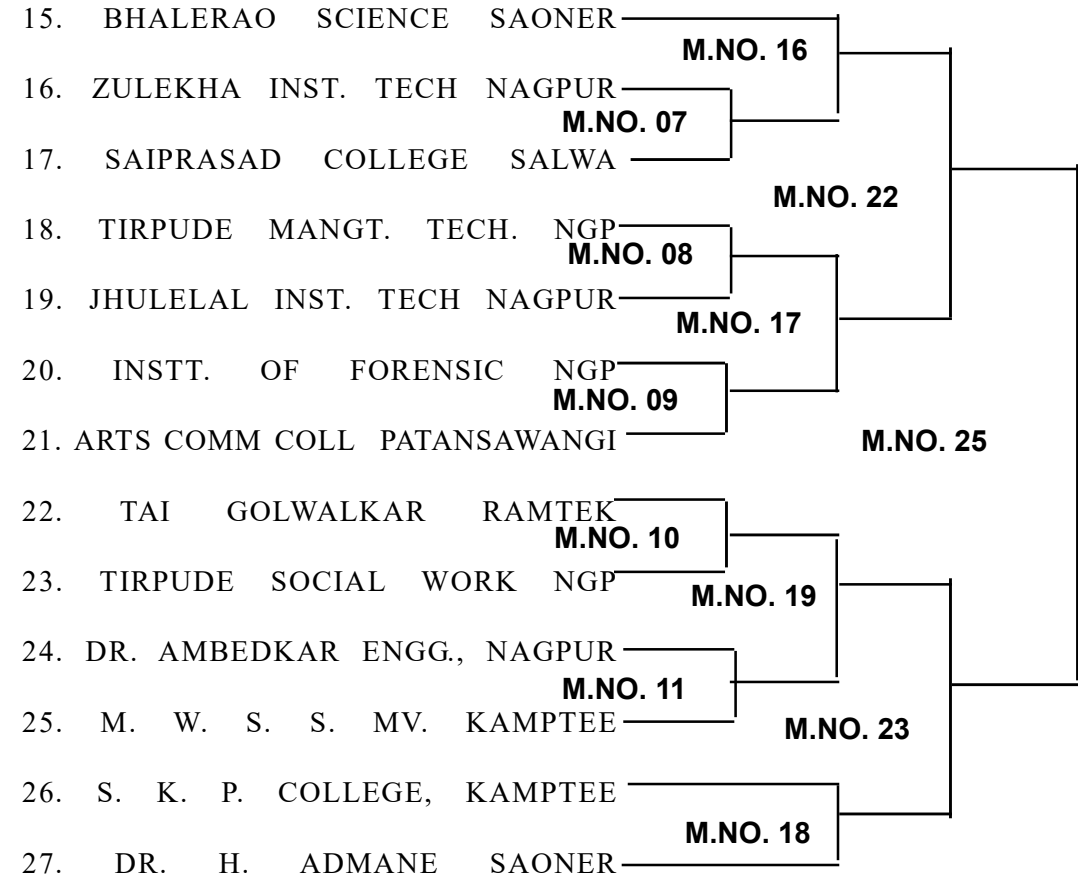 15. BHALERAO SCIENCE SAONER
M.NO. 16
16. ZULEKHA INST. TECH NAGPUR
M.NO. 07
17. SAIPRASAD COLLEGE SALWA
M.NO. 22
18. TIRPUDE MANGT. TECH. NGP
M.NO. 08
19. JHULELAL INST. TECH NAGPUR
M.NO. 17
20. INSTT. OF FORENSIC NGP
M.NO. 09
21. ARTS COMM COLL PATANSAWANGI
M.NO. 25
22. TAI GOLWALKAR RAMTEK
M.NO. 10
23. TIRPUDE SOCIAL WORK NGP
M.NO. 19
24. DR. AMBEDKAR ENGG., NAGPUR
M.NO. 11
25. M. W. S. S. MV. KAMPTEE
M.NO. 23
26. S. K. P. COLLEGE, KAMPTEE
M.NO. 18
27. DR. H. ADMANE SAONER